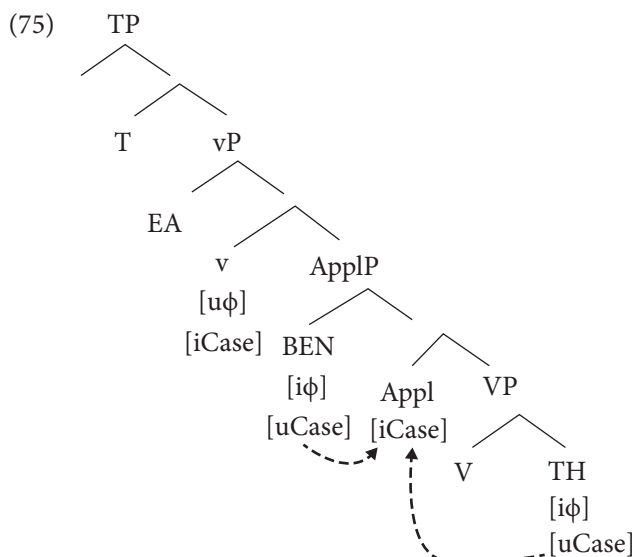 (75) TP
T vP
EA
v ApplP
[uϕ]
[iCase] BEN
[iϕ] Appl VP
[uCase] [iCase]
V TH
[iϕ]
[uCase]